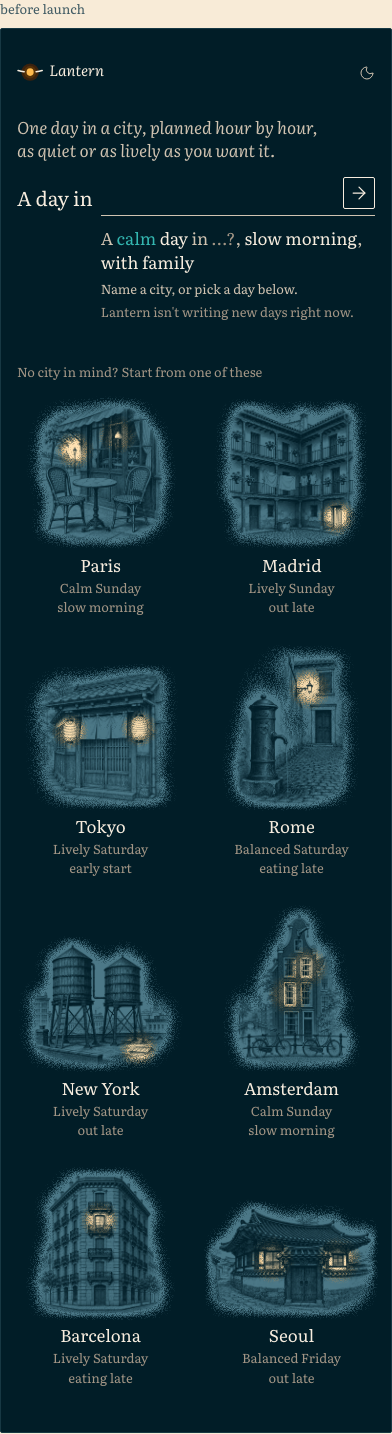 before launch
Lantern
One day in a city, planned hour by hour,
as quiet or as lively as you want it.
A day in
A calm day in ...?, slow morning,
with family
Name a city, or pick a day below.
Lantern isn't writing new days right now.
No city in mind? Start from one of these
Paris
Calm Sunday
slow morning
Madrid
Lively Sunday
out late
Tokyo
Lively Saturday
early start
Rome
Balanced Saturday
eating late
New York
Lively Saturday
out late
Amsterdam
Calm Sunday
slow morning
Barcelona
Lively Saturday
eating late
Seoul
Balanced Friday
out late